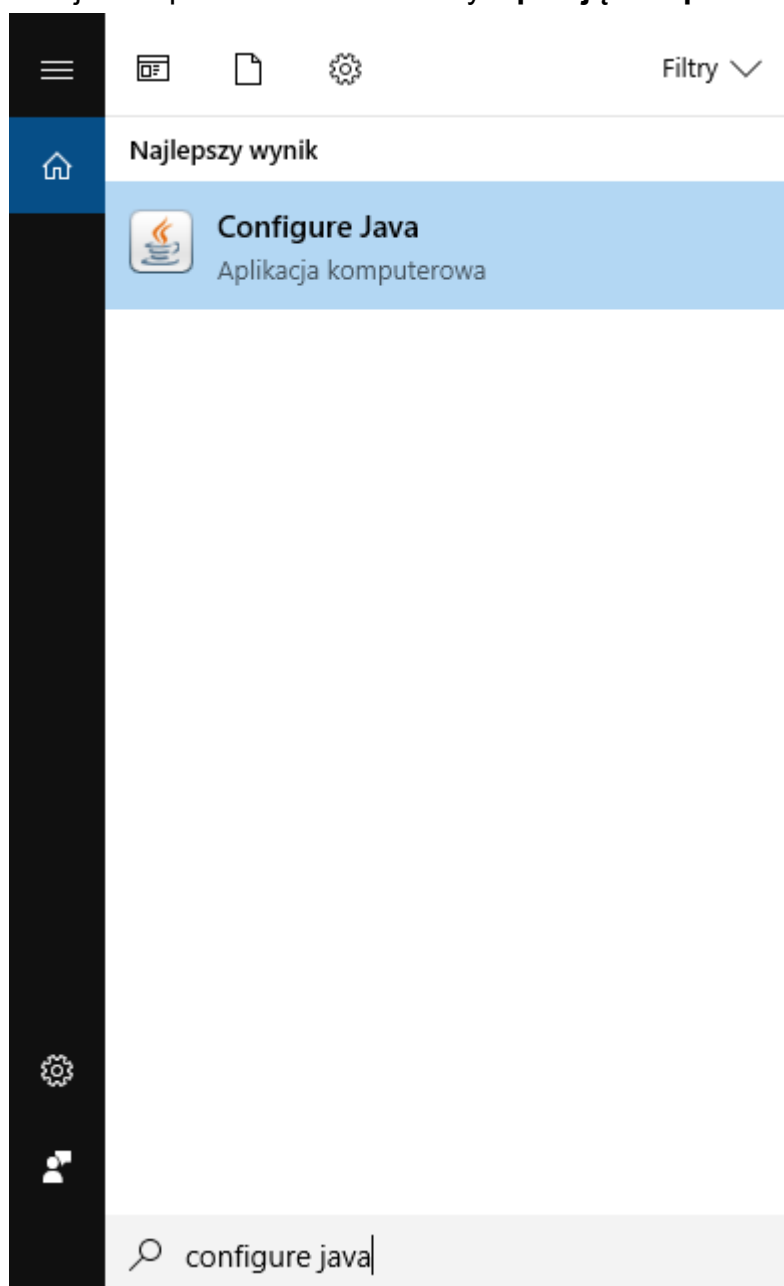 Filtry
Najlepszy wynik
Configure Java
Aplikacja komputerowa
configure java